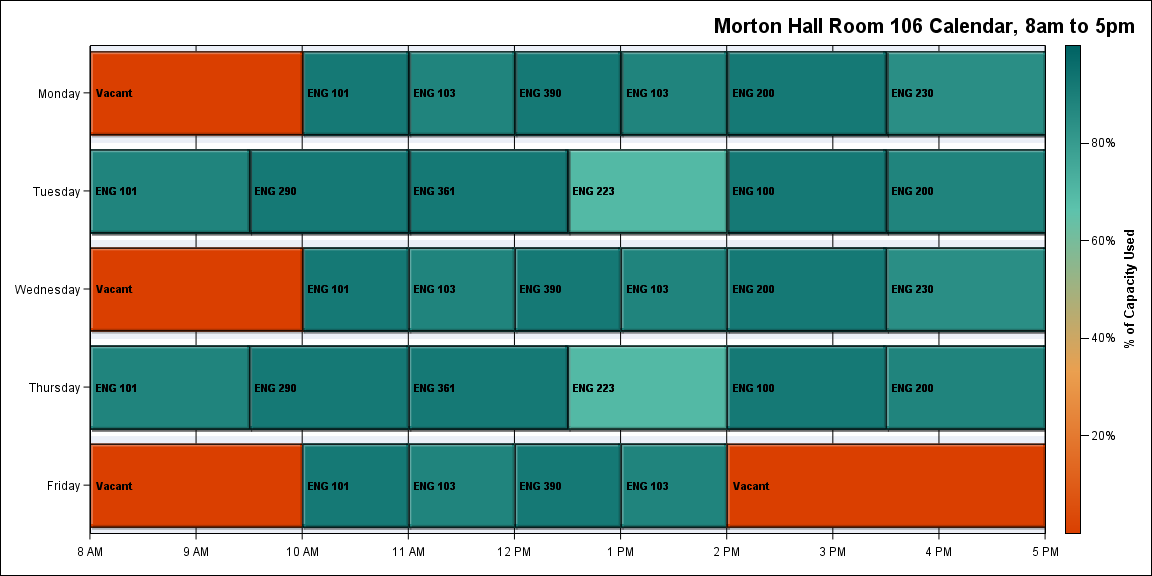 Morton Hall Room 106 Calendar, 8am to 5pm
Monday
Vacant
ENG 101
ENG 103
ENG 390
ENG 103
ENG 200
ENG 230
Tuesday
ENG 101
ENG 290
ENG 361
ENG 223
ENG 100
ENG 200
Wednesday
Vacant
ENG 101
ENG 103
ENG 390
ENG 103
ENG 200
ENG 230
Thursday
ENG 101
ENG 290
ENG 361
ENG 223
ENG 100
ENG 200
Friday
Vacant
ENG 101
ENG 103
ENG 390
ENG 103
Vacant
8 AM
9 AM
10 AM
11 AM
12 PM
1 PM
2 PM
3 PM
4 PM
5 PM
80%
60%
40%
20%
% of Capacity Used